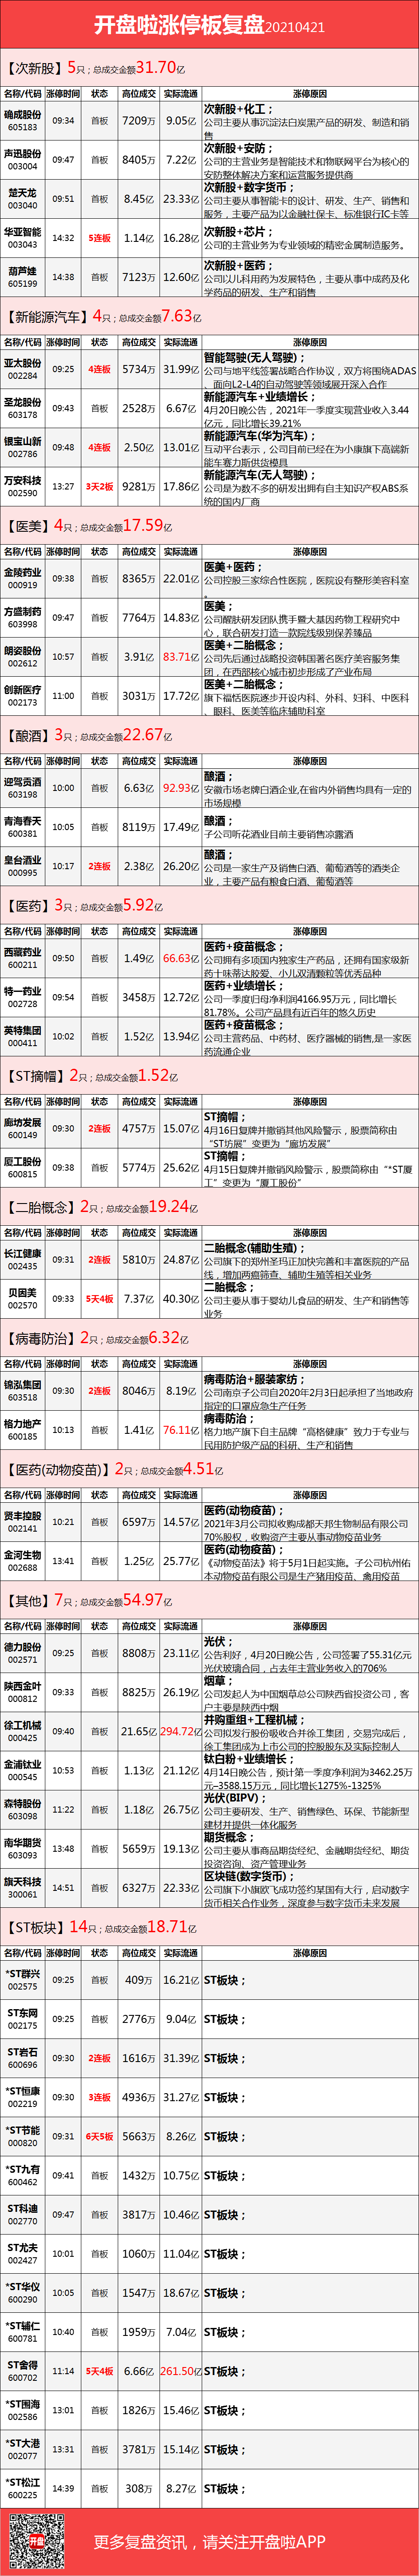 开盘啦涨停板复盘20210421
【次新股】5只；总成交金额31.70亿
名称/代码 涨停时间 状态 高位成交 实际流通 涨停原因
确成股份 605183 09:34 首板 7209万 9.05亿 次新股+化工；
公司主要从事沉淀法白炭黑产品的研发、制造和销
售
声迅股份 003004 09:47 首板 8405万 7.22亿 次新股+安防；
公司的主营业务是智能技术和物联网平台为核心的
安防整体解决方案和运营服务提供商
楚天龙 003040 09:51 首板 8.45亿 23.33亿 次新股+数字货币；
公司主要从事智能卡的设计、研发、生产、销售和
服务，主要产品为以金融社保卡、标准银行IC卡等
华亚智能 003043 14:32 5连板 1.14亿 16.28亿 次新股+芯片；
公司的主营业务为专业领域的精密金属制造服务。
葫芦娃 605199 14:38 首板 7123万 12.60亿 次新股+医药；
公司以儿科用药为发展特色，主要从事中成药及化
学药品的研发、生产和销售
【新能源汽车】4只；总成交金额7.63亿
名称/代码 涨停时间 状态 高位成交 实际流通 涨停原因
亚太股份 002284 09:25 4连板 5734万 31.99亿 智能驾驶(无人驾驶)；
公司与地平线签署战略合作协议，双方将围绕ADAS
、面向L2-L4的自动驾驶等领域展开深入合作
圣龙股份 603178 09:43 首板 2528万 6.67亿 新能源汽车+业绩增长；
4月20日晚公告，2021年一季度实现营业收入3.44
亿元，同比增长39.21%
银宝山新 002786 09:48 4连板 2.50亿 13.01亿 新能源汽车(华为汽车)；
互动平台表示，公司目前已经在为小康旗下高端新
能车赛力斯供货模具
万安科技 002590 13:27 3天2板 9281万 17.86亿 新能源汽车(无人驾驶)；
公司是为数不多的研发出拥有自主知识产权ABS系
统的国内厂商
【医美】4只；总成交金额17.59亿
名称/代码 涨停时间 状态 高位成交 实际流通 涨停原因
金陵药业 000919 09:38 首板 8365万 22.01亿 医美+医药；
公司控股三家综合性医院，医院设有整形美容科室
。
方盛制药 603998 09:47 首板 7764万 14.83亿 医美；
公司醒肤研发团队携手暨大基因药物工程研究中
心，联合研发打造一款院线级别保养臻品
朗姿股份 002612 10:57 首板 3.91亿 83.71亿 医美+二胎概念；
公司先后通过战略投资韩国著名医疗美容服务集
团，在西部核心城市初步形成了产业布局
创新医疗 002173 11:00 首板 3031万 17.72亿 医美+二胎概念；
旗下福恬医院逐步开设内科、外科、妇科、中医科
、眼科、医美等临床辅助科室
【酿酒】3只；总成交金额22.67亿
名称/代码 涨停时间 状态 高位成交 实际流通 涨停原因
迎驾贡酒 603198 10:00 首板 6.63亿 92.93亿 酿酒；
安徽市场老牌白酒企业,在省内外销售均具有一定的
市场规模
青海春天 600381 10:05 首板 8119万 17.49亿 酿酒；
子公司听花酒业目前主要销售凉露酒
皇台酒业 000995 10:17 2连板 2.38亿 26.20亿 酿酒；
公司是一家生产及销售白酒、葡萄酒等的酒类企
业，主要产品有粮食白酒、葡萄酒等
【医药】3只；总成交金额5.92亿
名称/代码 涨停时间 状态 高位成交 实际流通 涨停原因
西藏药业 600211 09:50 首板 1.49亿 66.63亿 医药+疫苗概念；
公司拥有多项国内独家生产药品，还拥有国家级新
药十味蒂达胶囊、小儿双清颗粒等优秀品种
特一药业 002728 09:54 首板 3458万 12.72亿 医药+业绩增长；
公司一季度归母净利润4166.95万元，同比增长
81.78%。公司产品具有近百年的悠久历史
英特集团 000411 10:02 首板 1.52亿 13.94亿 医药+疫苗概念；
公司主营药品、中药材、医疗器械的销售,是一家医
药流通企业
【ST摘帽】2只；总成交金额1.52亿
名称/代码 涨停时间 状态 高位成交 实际流通 涨停原因
廊坊发展 600149 09:30 2连板 4757万 15.07亿 ST摘帽；
4月16日复牌并撤销其他风险警示，股票简称由
“ST坊展”变更为“廊坊发展”
厦工股份 600815 09:38 首板 5774万 25.62亿 ST摘帽；
4月15日复牌并撤销风险警示，股票简称由“*ST厦
工”变更为“厦工股份”
【二胎概念】2只；总成交金额19.24亿
名称/代码 涨停时间 状态 高位成交 实际流通 涨停原因
长江健康 002435 09:31 2连板 5810万 24.87亿 二胎概念(辅助生殖)；
公司旗下的郑州圣玛正加快完善和丰富医院的产品
线，增加两癌筛查、辅助生殖等相关业务
贝因美 002570 09:33 5天4板 7.37亿 40.30亿 二胎概念；
公司主要从事于婴幼儿食品的研发、生产和销售等
业务
【病毒防治】2只；总成交金额6.32亿
名称/代码 涨停时间 状态 高位成交 实际流通 涨停原因
锦泓集团 603518 09:30 2连板 8046万 8.19亿 病毒防治+服装家纺；
公司南京子公司自2020年2月3日起承担了当地政府
指定的口罩应急生产任务
格力地产 600185 10:13 首板 1.41亿 76.11亿 病毒防治；
格力地产旗下自主品牌“高格健康”致力于专业与
民用防护级产品的科研、生产和销售
【医药(动物疫苗)】2只；总成交金额4.51亿
名称/代码 涨停时间 状态 高位成交 实际流通 涨停原因
贤丰控股 002141 10:21 首板 6597万 14.57亿 医药(动物疫苗)；
2021年3月公司拟收购成都天邦生物制品有限公司
70%股权，收购资产主要从事动物疫苗业务
金河生物 002688 13:41 首板 1.25亿 25.77亿 医药(动物疫苗)；
《动物疫苗法》将于5月1日起实施。子公司杭州佑
本动物疫苗有限公司是生产猪用疫苗、禽用疫苗
【其他】7只；总成交金额54.97亿
名称/代码 涨停时间 状态 高位成交 实际流通 涨停原因
德力股份 002571 09:25 首板 8808万 23.11亿 光伏；
公告利好，4月20日晚公告，公司签署了55.31亿元
光伏玻璃合同，占去年主营业务收入的706%
陕西金叶 000812 09:33 首板 8825万 26.19亿 烟草；
公司发起人为中国烟草总公司陕西省投资公司，客
户主要是陕西中烟
徐工机械 000425 09:40 首板 21.65亿 294.72亿 并购重组+工程机械；
公司拟发行股份吸收合并徐工集团，交易完成后，
徐工集团成为上市公司的控股股东及实际控制人
金浦钛业 000545 10:53 首板 1.13亿 21.12亿 钛白粉+业绩增长；
4月14日晚公告，预计第一季度净利润为3462.25万
元–3588.15万元，同比增长1275%-1325%
森特股份 603098 11:22 首板 1.18亿 26.75亿 光伏(BIPV)；
公司主要研发、生产、销售绿色、环保、节能新型
建材并提供一体化服务
南华期货 603093 13:48 首板 5659万 19.13亿 期货概念；
公司主要从事商品期货经纪、金融期货经纪、期货
投资咨询、资产管理业务
旗天科技 300061 14:51 首板 6327万 22.33亿 区块链(数字货币)；
公司旗下小旗欧飞成功签约某国有大行，启动数字
货币相关合作业务，深度参与数字货币未来发展
【ST板块】14只；总成交金额18.71亿
名称/代码 涨停时间 状态 高位成交 实际流通 涨停原因
*ST群兴 002575 09:25 首板 409万 16.21亿 ST板块；
ST东网 002175 09:25 首板 2776万 9.04亿 ST板块；
ST岩石 600696 09:30 2连板 1616万 31.39亿 ST板块；
*ST恒康 002219 09:30 3连板 4936万 31.27亿 ST板块；
*ST节能 000820 09:31 6天5板 5663万 8.26亿 ST板块；
*ST九有 600462 09:41 首板 1432万 10.75亿 ST板块；
ST科迪 002770 09:47 首板 3817万 10.46亿 ST板块；
ST尤夫 002427 10:01 首板 1060万 11.04亿 ST板块；
*ST华仪 600290 10:05 首板 1547万 18.67亿 ST板块；
*ST辅仁 600781 10:40 首板 1959万 7.04亿 ST板块；
ST舍得 600702 11:14 5天4板 6.66亿 261.50亿 ST板块；
*ST围海 002586 13:01 首板 1826万 15.46亿 ST板块；
*ST大港 002077 13:31 首板 3781万 15.14亿 ST板块；
*ST松江 600225 14:39 首板 308万 8.27亿 ST板块；
开盘
更多复盘资讯，请关注开盘啦APP